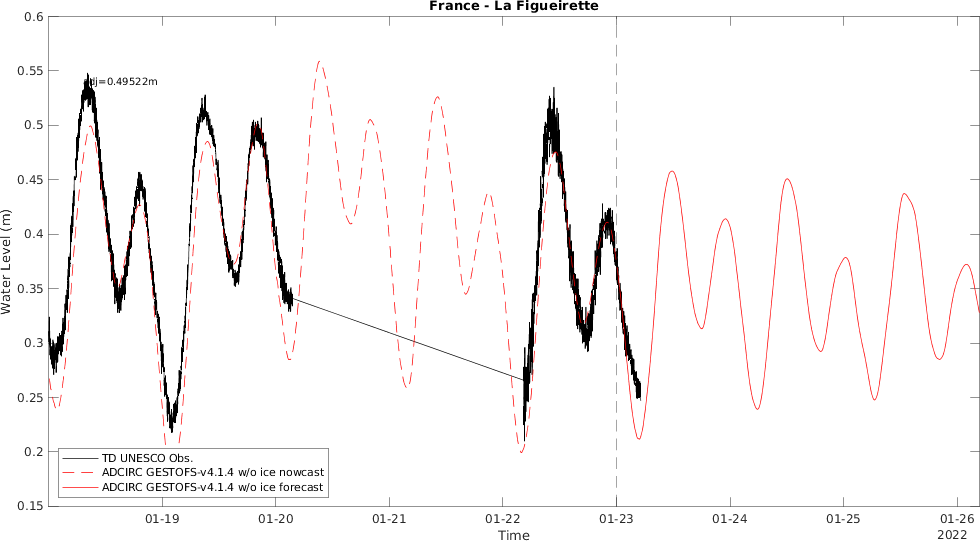 France - La Figueirette
0.6
0.55
0.5
0.45
0.4
0.35
0.3
0.25
0.2
0.15
Water Level (m)
dj=0.49522m
TD UNESCO Obs.
ADCIRC GESTOFS-v4.1.4 w/o ice nowcast
ADCIRC GESTOFS-v4.1.4 w/o ice forecast
01-19 01-20 01-21 01-22 01-23 01-24 01-25 01-26
Time
2022